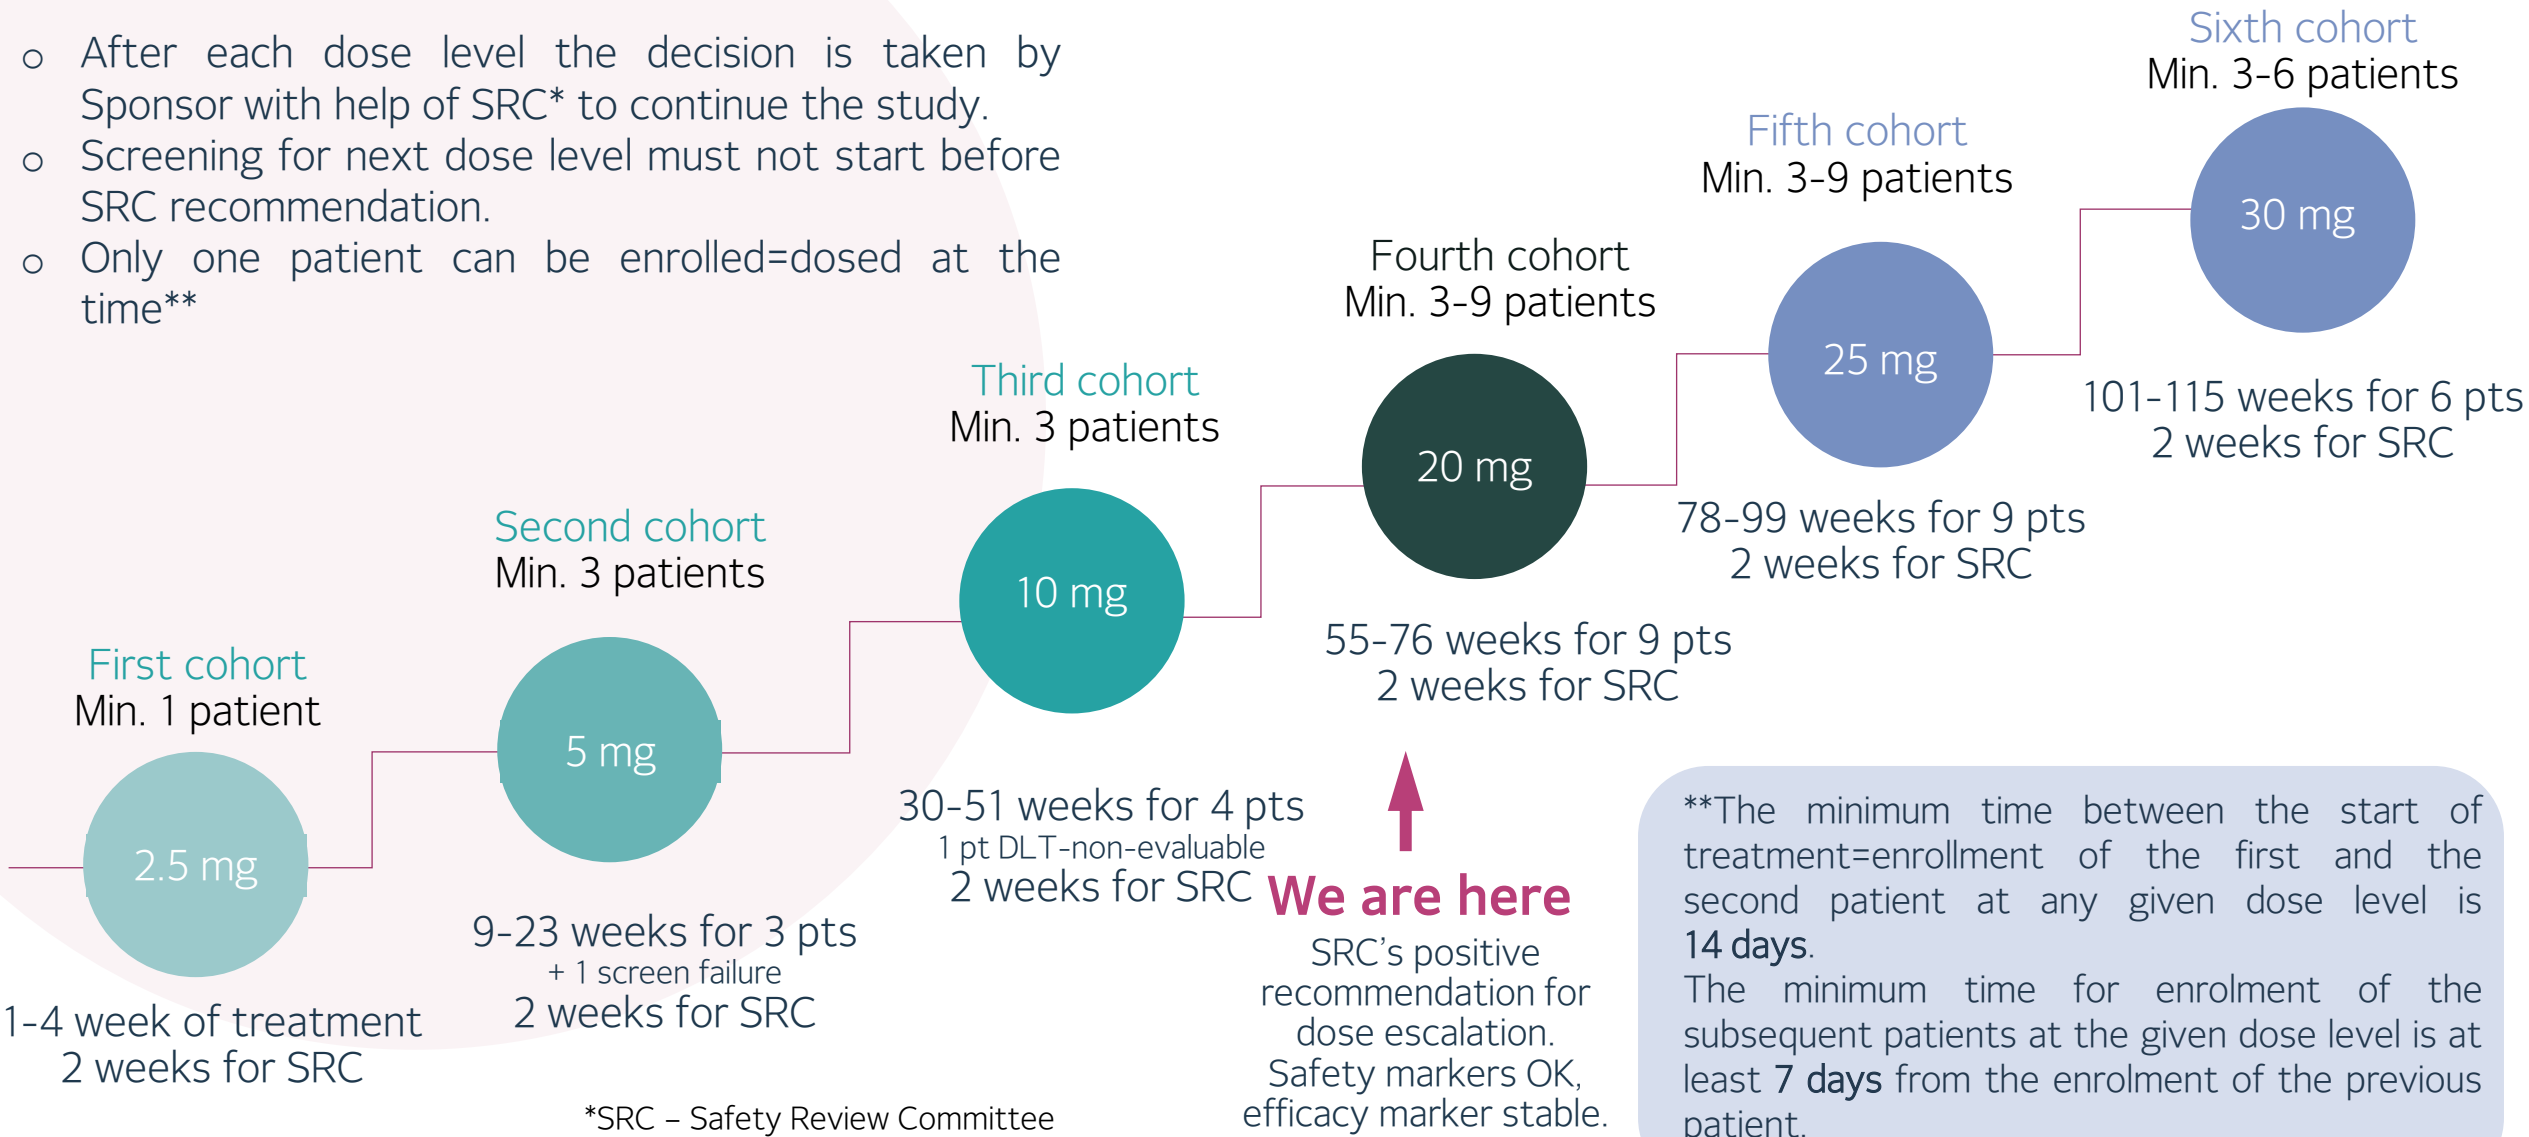 o After each dose level the decision is taken by
Sponsor with help of SRC* to continue the study.
o Screening for next dose level must not start before
SRC recommendation.
o Only one patient can be enrolled=dosed at the
time**
First cohort
Min. 1 patient
2.5 mg
1-4 week of treatment
2 weeks for SRC
Second cohort
Min. 3 patients
5 mg
9-23 weeks for 3 pts
+ 1 screen failure
2 weeks for SRC
Third cohort
Min. 3 patients
10 mg
30-51 weeks for 4 pts
1 pt DLT-non-evaluable
2 weeks for SRC
Fourth cohort
Min. 3-9 patients
20 mg
55-76 weeks for 9 pts
2 weeks for SRC
We are here
SRC's positive
recommendation for
dose escalation.
Safety markers OK,
efficacy marker stable.
Fifth cohort
Min. 3-9 patients
25 mg
78-99 weeks for 9 pts
2 weeks for SRC
Sixth cohort
Min. 3-6 patients
30 mg
101-115 weeks for 6 pts
2 weeks for SRC
**The minimum time between the start of
treatment=enrollment of the first and the
second patient at any given dose level is
14 days.
The minimum time for enrolment of the
subsequent patients at the given dose level is at
least 7 days from the enrolment of the previous
patient.
*SRC – Safety Review Committee